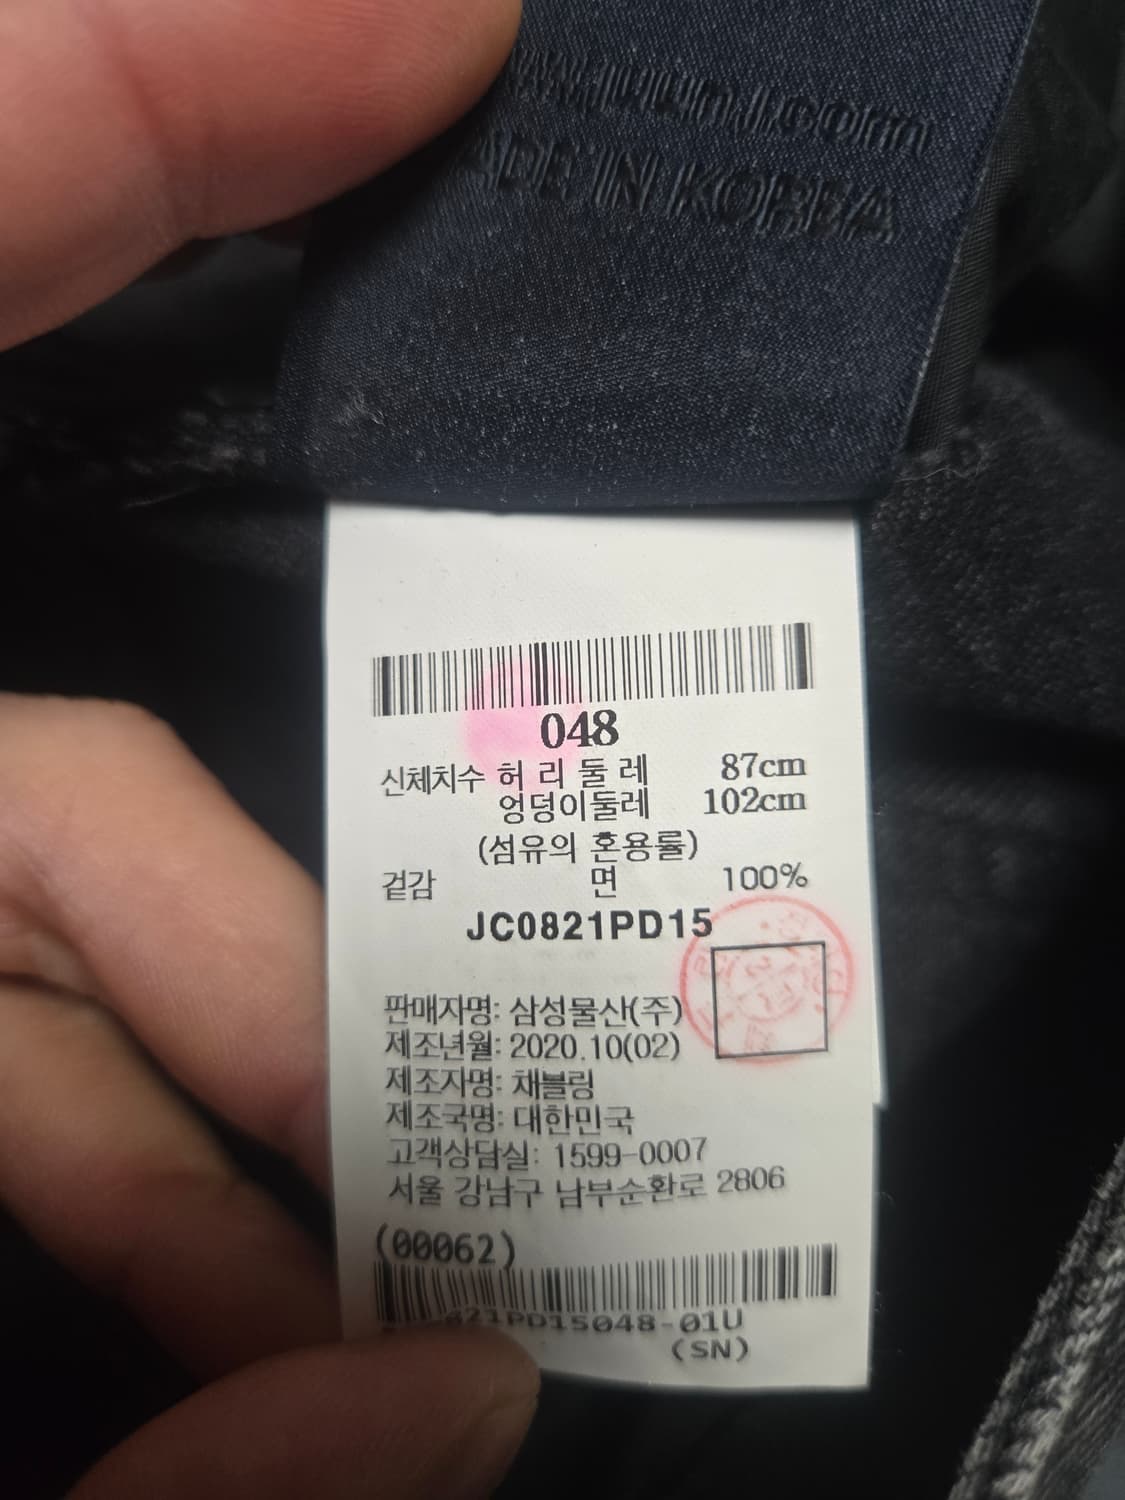 MADE IN KOREA
048
신체치수 허 리 둘 레 87cm
엉덩이둘레 102cm
(섬유의 혼용률)
겉감 면 100%
JC0821PD15
판매자명: 삼성물산(주)
제조년월: 2020.10(02)
제조자명: 채블링
제조국명: 대한민국
고객상담실: 1599-0007
서울 강남구 남부순환로 2806
(00062)
821PD15048-01U
(SN)